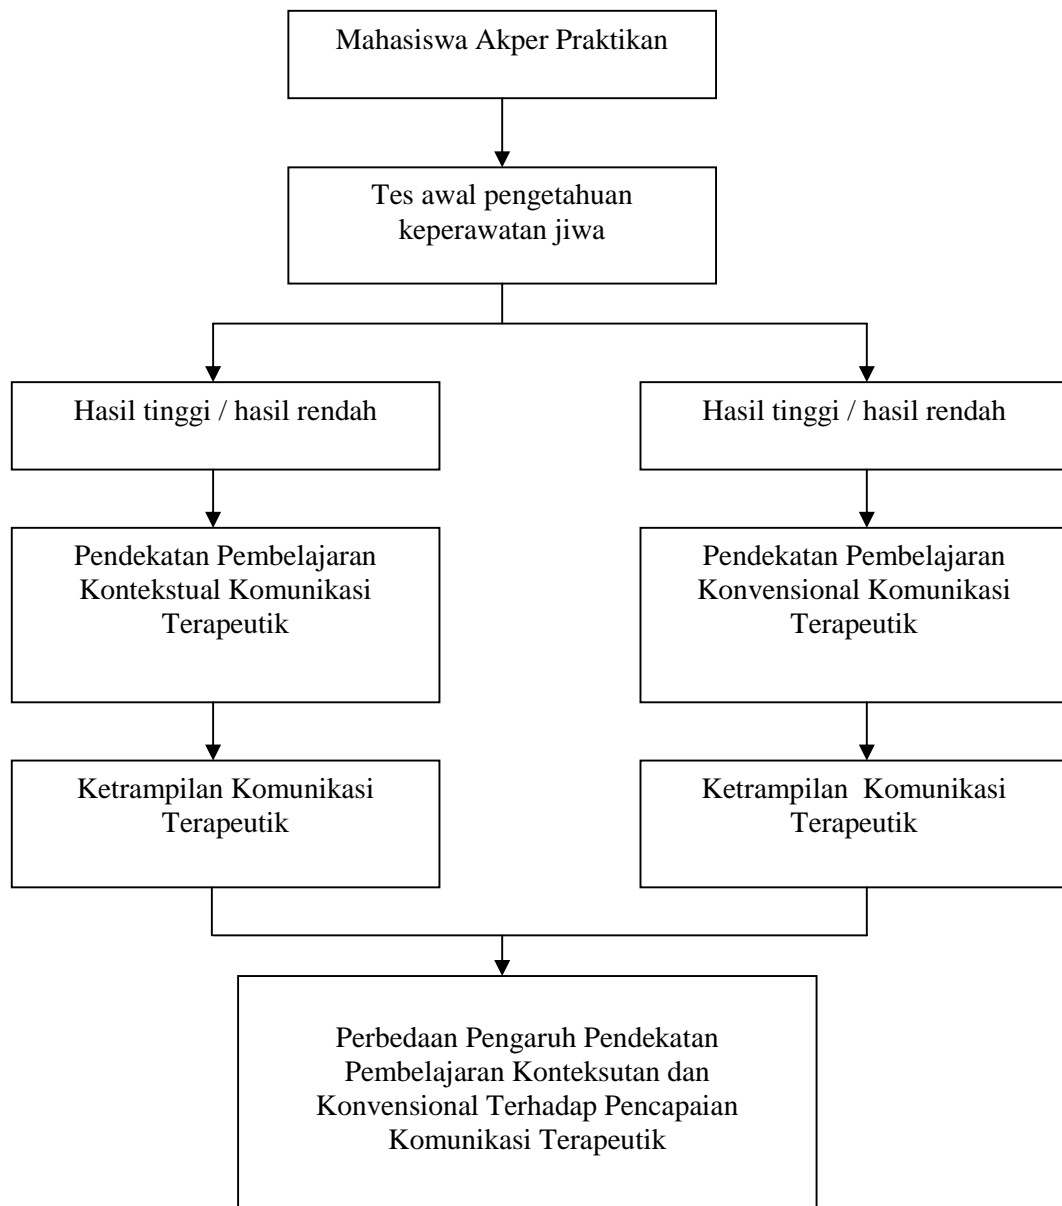 Mahasiswa Akper Praktikan
Tes awal pengetahuan
keperawatan jiwa
Hasil tinggi / hasil rendah
Hasil tinggi / hasil rendah
Pendekatan Pembelajaran
Kontekstual Komunikasi
Terapeutik
Pendekatan Pembelajaran
Konvensional Komunikasi
Terapeutik
Ketrampilan Komunikasi
Terapeutik
Ketrampilan  Komunikasi
Terapeutik
Perbedaan Pengaruh Pendekatan
Pembelajaran Konteksutan dan
Konvensional Terhadap Pencapaian
Komunikasi Terapeutik